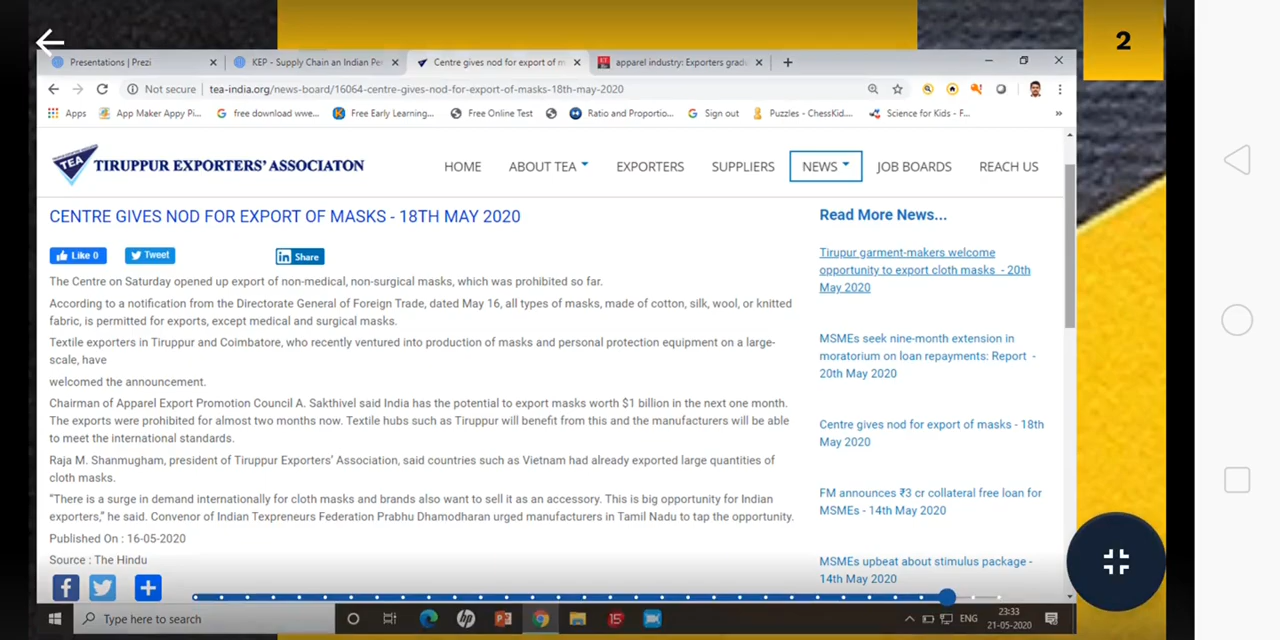 2
Presentations | Prezi
KEP - Supply Chain an Indian Pe
Centre gives nod for export of m
apparel industry: Exporters grad
Not secure | tea-india.org/news-board/16064-centre-gives-nod-for-export-of-masks-18th-may-2020
Apps App Maker Appy Pi... free download wwe... Free Early Learning... Free Online Test Ratio and Proportio... Sign out Puzzles - ChessKid.... Science for Kids - F... »
TEA TIRUPPUR EXPORTERS' ASSOCIATON
HOME ABOUT TEA EXPORTERS SUPPLIERS NEWS JOB BOARDS REACH US
CENTRE GIVES NOD FOR EXPORT OF MASKS - 18TH MAY 2020
Like 0 Tweet in Share
The Centre on Saturday opened up export of non-medical, non-surgical masks, which was prohibited so far.
According to a notification from the Directorate General of Foreign Trade, dated May 16, all types of masks, made of cotton, silk, wool, or knitted
fabric, is permitted for exports, except medical and surgical masks.
Textile exporters in Tiruppur and Coimbatore, who recently ventured into production of masks and personal protection equipment on a large-
scale, have
welcomed the announcement.
Chairman of Apparel Export Promotion Council A. Sakthivel said India has the potential to export masks worth $1 billion in the next one month.
The exports were prohibited for almost two months now. Textile hubs such as Tiruppur will benefit from this and the manufacturers will be able
to meet the international standards.
Raja M. Shanmugham, president of Tiruppur Exporters' Association, said countries such as Vietnam had already exported large quantities of
cloth masks.
“There is a surge in demand internationally for cloth masks and brands also want to sell it as an accessory. This is big opportunity for Indian
exporters,” he said. Convenor of Indian Texpreneurs Federation Prabhu Dhamodharan urged manufacturers in Tamil Nadu to tap the opportunity.
Published On : 16-05-2020
Source : The Hindu
Read More News...
Tirupur garment-makers welcome
opportunity to export cloth masks - 20th
May 2020
MSMEs seek nine-month extension in
moratorium on loan repayments: Report -
20th May 2020
Centre gives nod for export of masks - 18th
May 2020
FM announces ₹3 cr collateral free loan for
MSMEs - 14th May 2020
MSMEs upbeat about stimulus package -
14th May 2020
Type here to search
ENG
23:33
21-05-2020